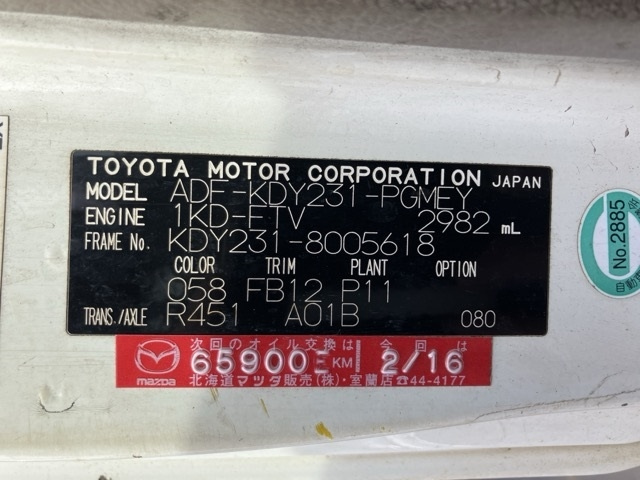 TOYOTA MOTOR CORPORATION JAPAN
MODEL ADF-KDY231-PGMEY
ENGINE 1KD-FTV 2982 mL
FRAME NO. KDY231-8005618
COLOR TRIM PLANT OPTION
058 FB12 P11
TRANS./AXLE R451 A01B 080
次回のオイル交換は 今回は
mazda 65900 KM 2/16
北海道マツダ販売(株)・室蘭店☎44-4177
No.2885
自動